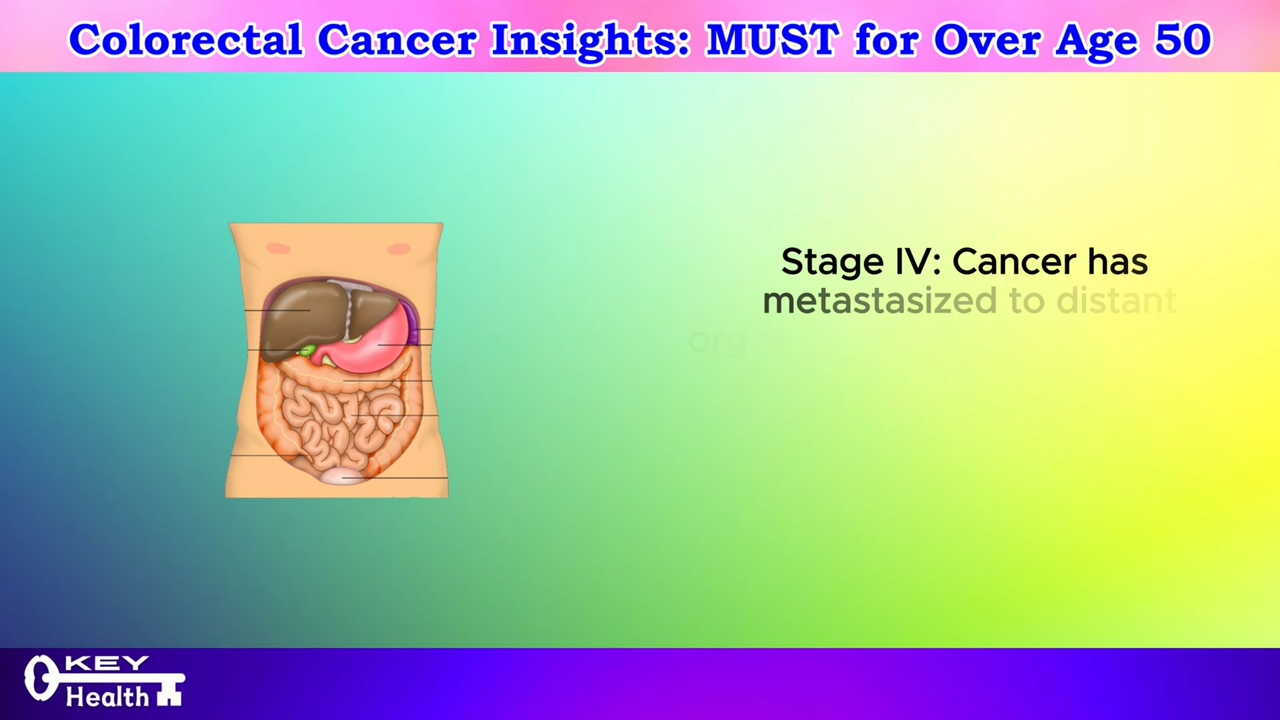 Colorectal Cancer Insights: MUST for Over Age 50
Stage IV: Cancer has
metastasized to distant
KEY
Health